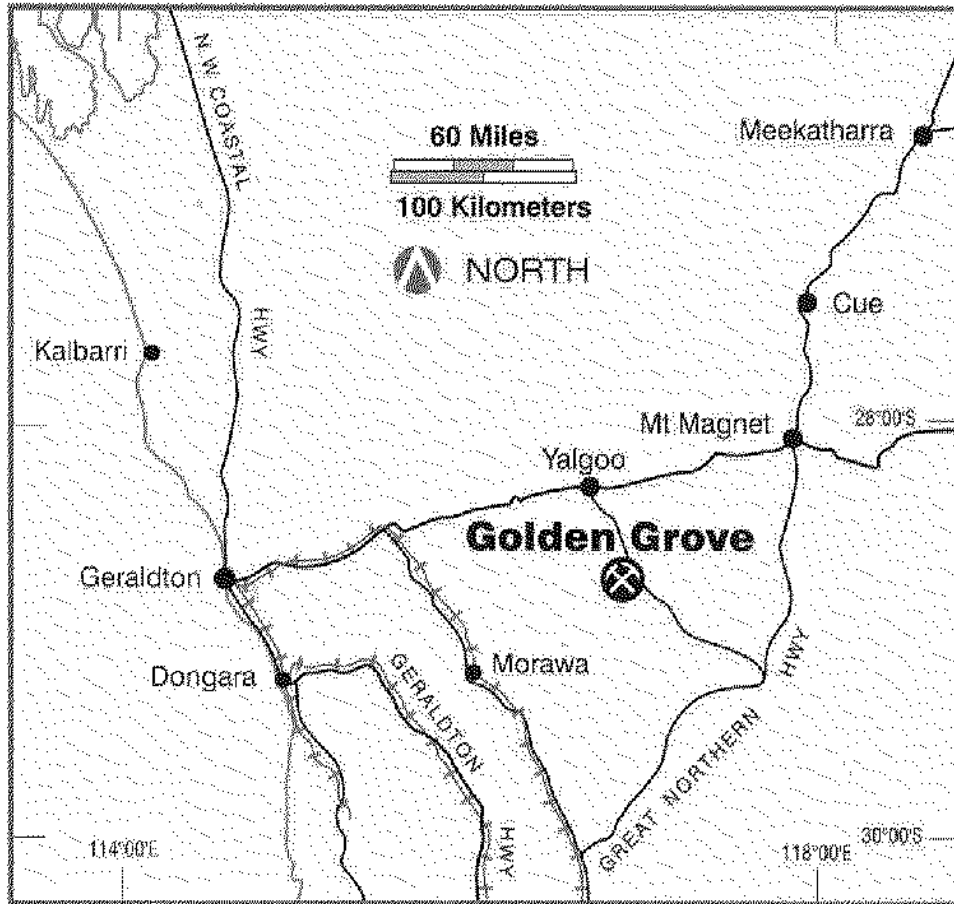 N.W. COASTAL
HWY
60 Miles
100 Kilometers
NORTH
Meekatharra
Cue
Kalbarri
Mt Magnet
28°00'S
Yalgoo
Golden Grove
Geraldton
Dongara
GERALDTON
HWY
Morawa
HWY
GREAT NORTHERN
114°00'E
118°00'E
30°00'S